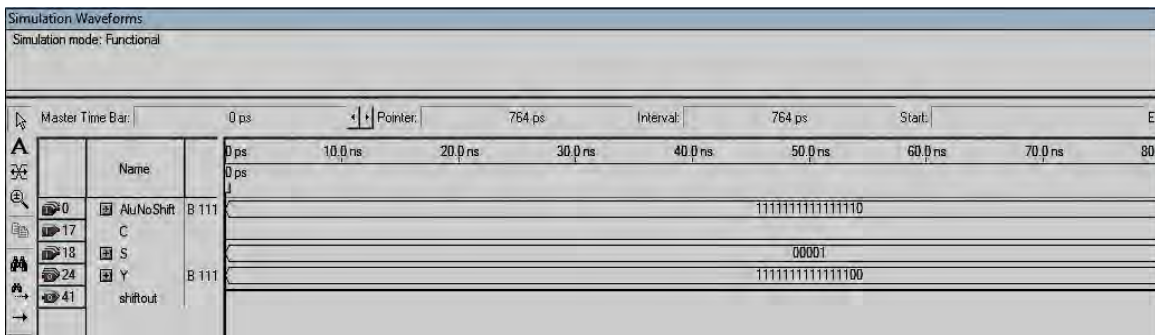 Simulation Waveforms
Simulation mode: Functional
Master Time Bar: 0 ps Pointer: 764 ps Interval: 764 ps Start: E
A Name 0 ps 10.0 ns 20.0 ns 30.0 ns 40.0 ns 50.0 ns 60.0 ns 70.0 ns 80
0 ps
0 AluNoShift B 111 1111111111111110
17 C
18 S 00001
24 Y B 111 1111111111111100
41 shiftout